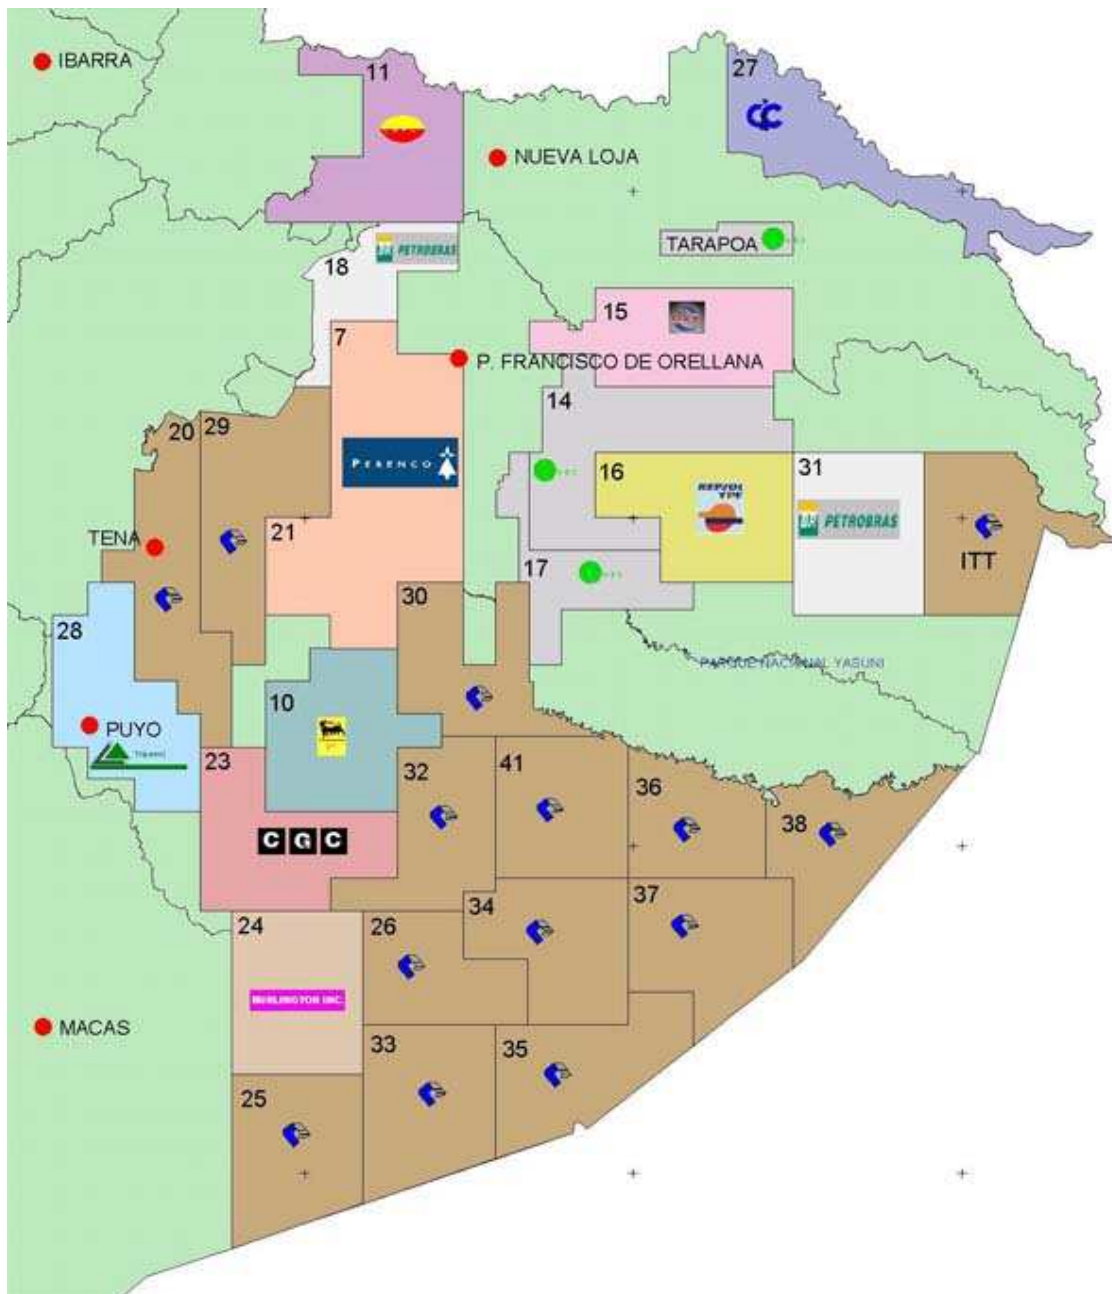 IBARRA
11
27
NUEVA LOJA
TARAPOA
18
PETROBRAS
15
7
P. FRANCISCO DE ORELLANA
14
20
29
PERENCO
16
REPSOL
YPF
31
PETROBRAS
21
TENA
17
ITT
30
28
PARQUE NACIONAL YASUNI
10
PUYO
23
32
41
36
38
CGC
34
37
24
26
BURLINGTON INC.
MACAS
33
35
25